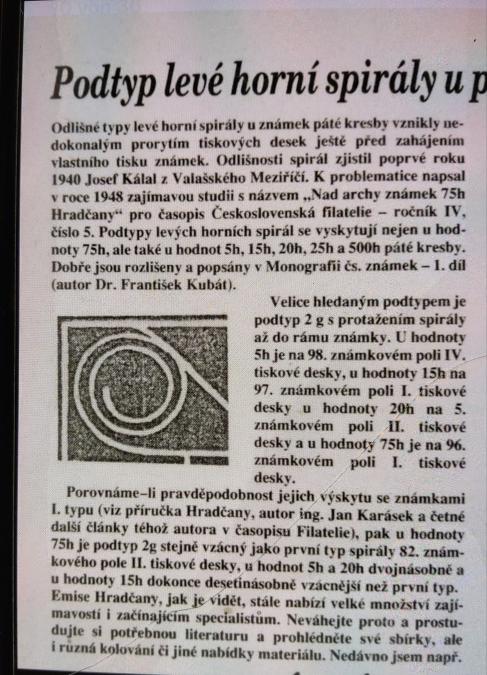 Podtyp levé horní spirály u p
Odlišné typy levé horní spirály u známek páté kresby vznikly ne-
dokonalým prorytím tiskových desek ještě před zahájením
vlastního tisku známek. Odlišnosti spirál zjistil poprvé roku
1940 Josef Kálal z Valašského Meziříčí. K problematice napsal
v roce 1948 zajímavou studii s názvem „Nad archy známek 75h
Hradčany“ pro časopis Československá filatelie – ročník IV,
číslo 5. Podtypy levých horních spirál se vyskytují nejen u hod-
noty 75h, ale také u hodnot 5h, 15h, 20h, 25h a 500h páté kresby.
Dobře jsou rozlišeny a popsány v Monografii čs. známek – 1. díl
(autor Dr. František Kubát).
Velice hledaným podtypem je
podtyp 2 g s protažením spirály
až do rámu známky. U hodnoty
5h je na 98. známkovém poli IV.
tiskové desky, u hodnoty 15h na
97. známkovém poli I. tiskové
desky u hodnoty 20h na 5.
známkovém poli II. tiskové
desky a u hodnoty 75h je na 96.
známkovém poli I. tiskové
desky.
Porovnáme–li pravděpodobnost jejich výskytu se známkami
I. typu (viz příručka Hradčany, autor ing. Jan Karásek a četné
další články téhož autora v časopisu Filatelie), pak u hodnoty
75h je podtyp 2g stejně vzácný jako první typ spirály 82. znám-
kového pole II. tiskové desky, u hodnot 5h a 20h dvojnásobně a
u hodnoty 15h dokonce desetinásobně vzácnější než první typ.
Emise Hradčany, jak je vidět, stále nabízí velké množství zají-
mavostí i začínajícím specialistům. Neváhejte proto a prostu-
dujte si potřebnou literaturu a prohlédněte své sbírky, ale
i různá kolování či jiné nabídky materiálu. Nedávno jsem např.